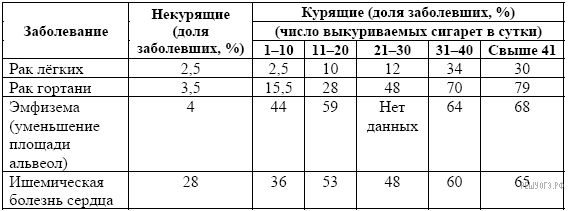 Заболевание Некурящие (доля заболевших, %) Курящие (доля заболевших, %)
(число выкуриваемых сигарет в сутки)
1–10 11–20 21–30 31–40 Свыше 41
Рак лёгких 2,5 2,5 10 12 34 30
Рак гортани 3,5 15,5 28 48 70 79
Эмфизема (уменьшение площади альвеол) 4 44 59 Нет данных 64 68
Ишемическая болезнь сердца 28 36 53 48 60 65